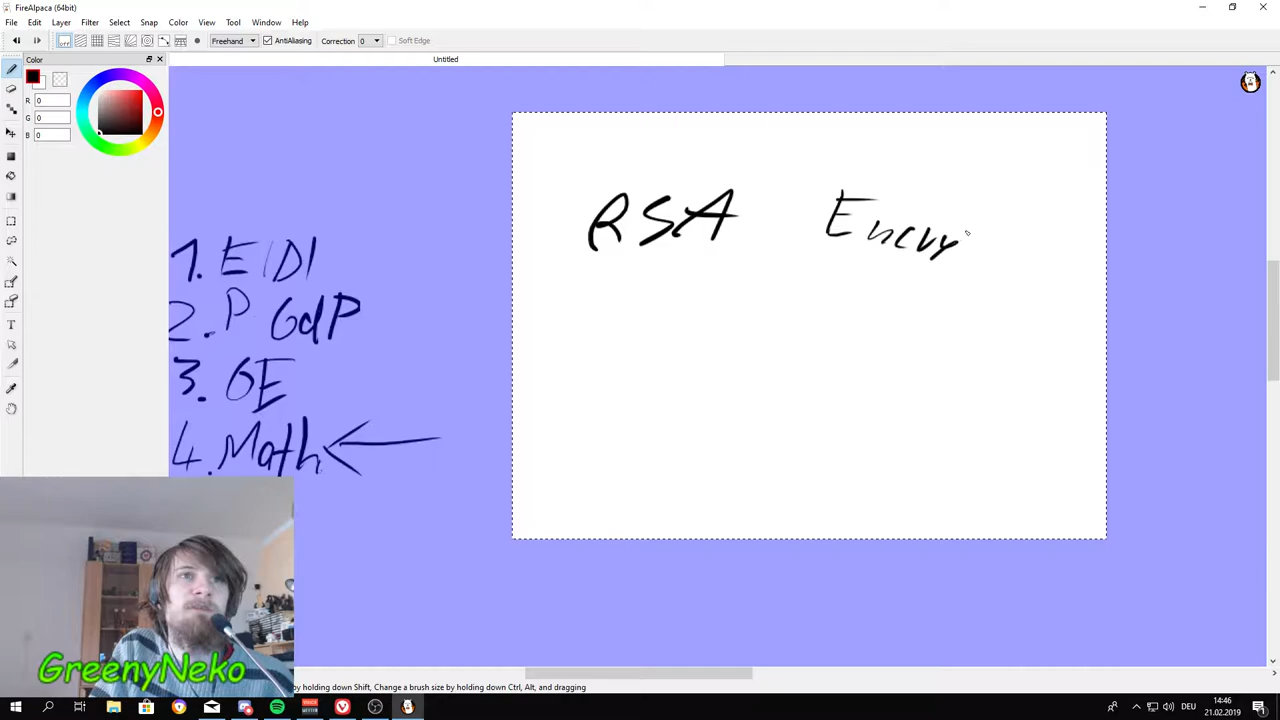 FireAlpaca (64bit)
File Edit Layer Filter Select Snap Color View Tool Window Help
off Freehand AntiAliasing Correction 0 Soft Edge
Color
Untitled
R 0
G 0
B 0
RSA Encry
1. EIDI
2. P GdP
3. GE
4. Math
GreenyNeko
by holding down Shift, Change a brush size by holding down Ctrl, Alt, and dragging
DEU 14:46
21.02.2019